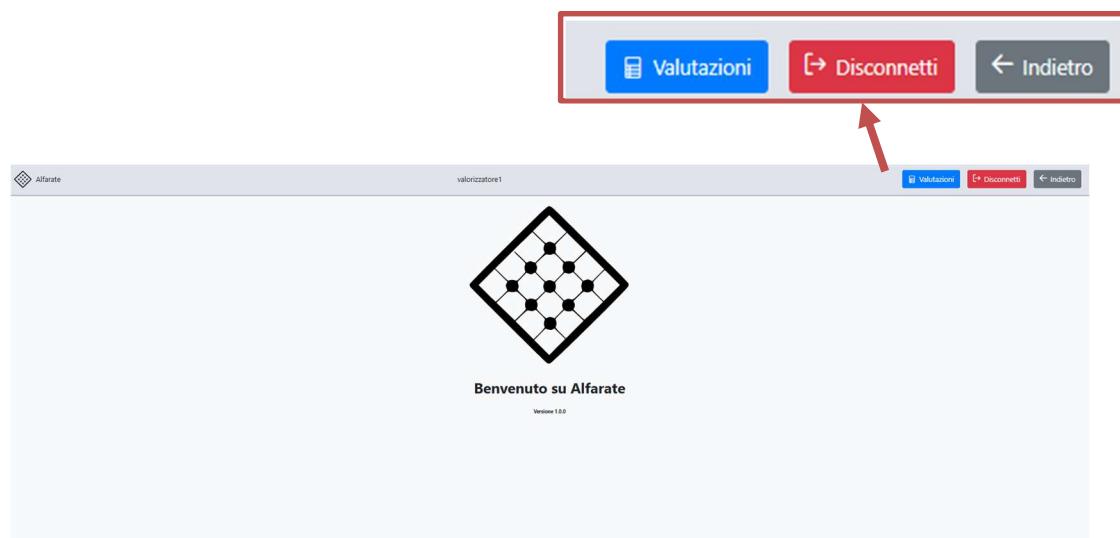 Valutazioni Disconnetti Indietro
Alfarate valorizzatore1 Valutazioni Disconnetti Indietro
Benvenuto su Alfarate
Versione 1.0.0